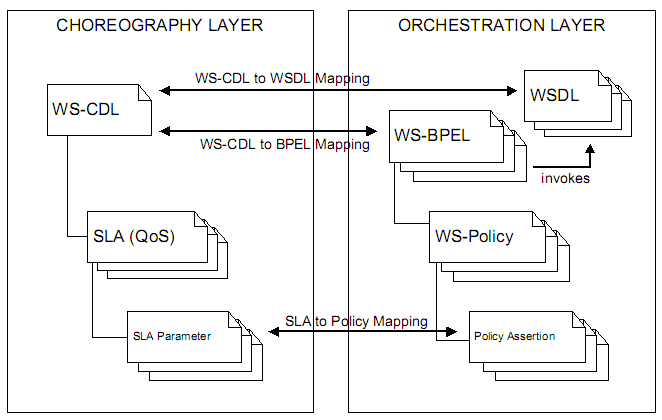 CHOREOGRAPHY LAYER
ORCHESTRATION LAYER
WS-CDL to WSDL Mapping
WS-CDL
WSDL
WS-BPEL
WS-CDL to BPEL Mapping
invokes
SLA (QoS)
WS-Policy
SLA to Policy Mapping
SLA Parameter
Policy Assertion